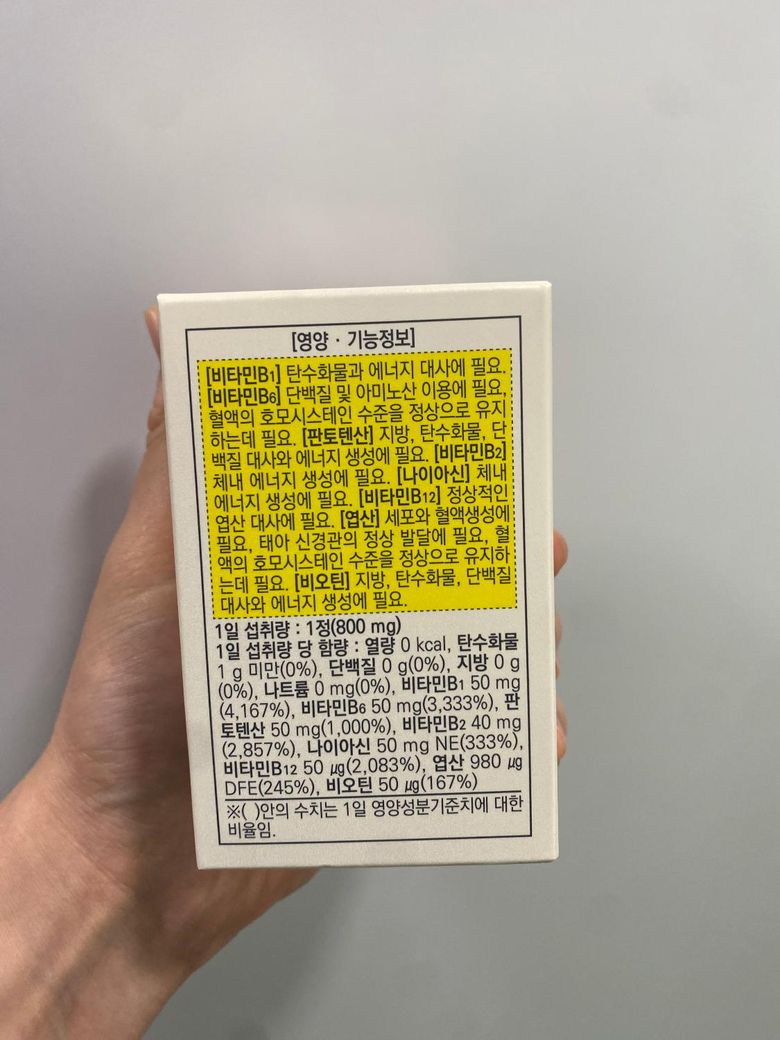 [영양 · 기능정보]
[비타민B1] 탄수화물과 에너지 대사에 필요.
[비타민B6] 단백질 및 아미노산 이용에 필요,
혈액의 호모시스테인 수준을 정상으로 유지
하는데 필요. [판토텐산] 지방, 탄수화물, 단
백질 대사와 에너지 생성에 필요. [비타민B2]
체내 에너지 생성에 필요. [나이아신] 체내
에너지 생성에 필요. [비타민B12] 정상적인
엽산 대사에 필요. [엽산] 세포와 혈액생성에
필요, 태아 신경관의 정상 발달에 필요, 혈
액의 호모시스테인 수준을 정상으로 유지하
는데 필요. [비오틴] 지방, 탄수화물, 단백질
대사와 에너지 생성에 필요.
1일 섭취량 : 1정(800 mg)
1일 섭취량 당 함량 : 열량 0 kcal, 탄수화물
1 g 미만(0%), 단백질 0 g(0%), 지방 0 g
(0%), 나트륨 0 mg(0%), 비타민B1 50 mg
(4,167%), 비타민B6 50 mg(3,333%), 판
토텐산 50 mg(1,000%), 비타민B2 40 mg
(2,857%), 나이아신 50 mg NE(333%),
비타민B12 50 ㎍(2,083%), 엽산 980 ㎍
DFE(245%), 비오틴 50 ㎍(167%)
※( )안의 수치는 1일 영양성분기준치에 대한
비율임.